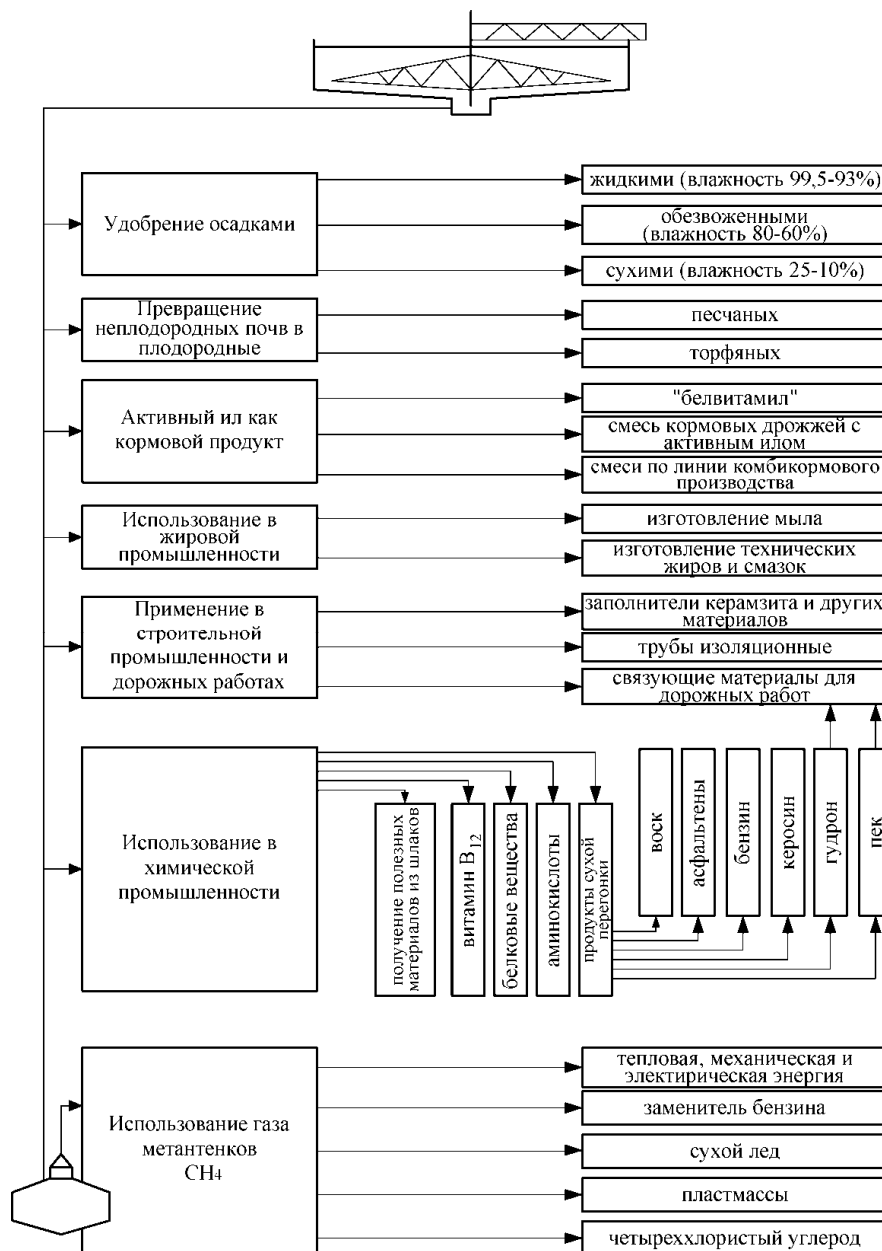 Удобрение осадками
жидкими (влажность 99,5-93%)
обезвоженными
(влажность 80-60%)
сухими (влажность 25-10%)
Превращение
неплодородных почв в
плодородные
песчаных
торфяных
Активный ил как
кормовой продукт
"белвитамил"
смесь кормовых дрожжей с
активным илом
смеси по линии комбикормового
производства
Использование в
жировой
промышленности
изготовление мыла
изготовление технических
жиров и смазок
Применение в
строительной
промышленности и
дорожных работах
заполнители керамзита и других
материалов
трубы изоляционные
связующие материалы для
дорожных работ
Использование в
химической
промышленности
получение полезных
материалов из шлаков
витамин B12
белковые вещества
аминокислоты
продукты сухой
перегонки
воск
асфальтены
бензин
керосин
гудрон
пек
Использование газа
метантенков
CH4
тепловая, механическая и
электирическая энергия
заменитель бензина
сухой лед
пластмассы
четыреххлористый углерод